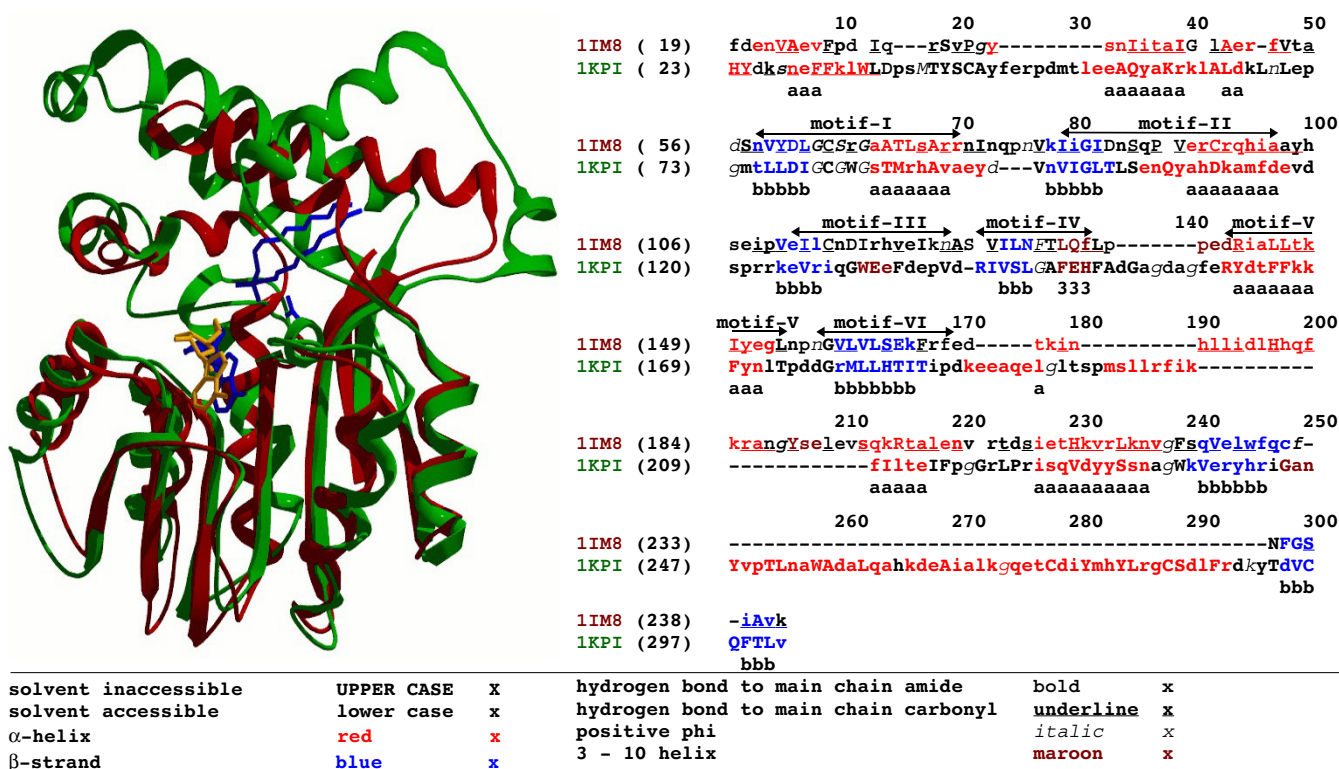 10 20 30 40 50
1IM8 ( 19) fdenVAevFpd Iq---rSvPgy---------snIitaIG lAer-fVta
1KPI ( 23) HYdksneFFklWLDpsMTYSCAyferpdmtleeAQyaKrklALdkLnLep
aaa aaaaaaa aa
motif-I 70 motif-II 100
1IM8 ( 56) dSnVYDLGCSrGaATLsArrnInqpnVkIiGIDnSqP VerCrqhiaayh
1KPI ( 73) gmtLLDIGCGWGsTMrhAvaeyd---VnVIGLTLSenQyahDkamfdevd
bbbbb aaaaaaa bbbbb aaaaaaaa
motif-III motif-IV 140 motif-V
1IM8 (106) seipVeIlCnDIrhveIKnAS VILNFTLQfLp-------pedRiaLLtk
1KPI (120) sprrkeVriqGWEeFdepVd-RIVSLGAFEHFAdGagdagfeRYdtFFkk
bbbb bbb 333 aaaaaaa
motif-V motif-VI 170 180 190 200
1IM8 (149) IyegLnpnGVLVLSEkFrfed-----tkin---------hllidlHhqf
1KPI (169) FynlTpddGrMLLHTITipdkeeaqelgltspmsllrfik----------
aaa bbbbbbb a
210 220 230 240 250
1IM8 (184) krangYselevsqkRtalenv rtdsietHkvrLknvgFsqVelwfqcf-
1KPI (209) ------------fIlteIFpgGrLPrisqVdyySsnagWkVeryhriGan
aaaaa aaaaaaaaaa bbbbbb
260 270 280 290 300
1IM8 (233) ----------------------------------------------NFGS
1KPI (247) YvpTLnaWAdaLqahkdeAialkgqetCdiYmhYLrgCSdlFrdkyTdVC
bbb
1IM8 (238) -iAvk
1KPI (297) QFTLv
bbb
solvent inaccessible UPPER CASE X hydrogen bond to main chain amide bold x
solvent accessible lower case x hydrogen bond to main chain carbonyl underline x
α-helix red x positive phi italic x
β-strand blue x 3 - 10 helix maroon x